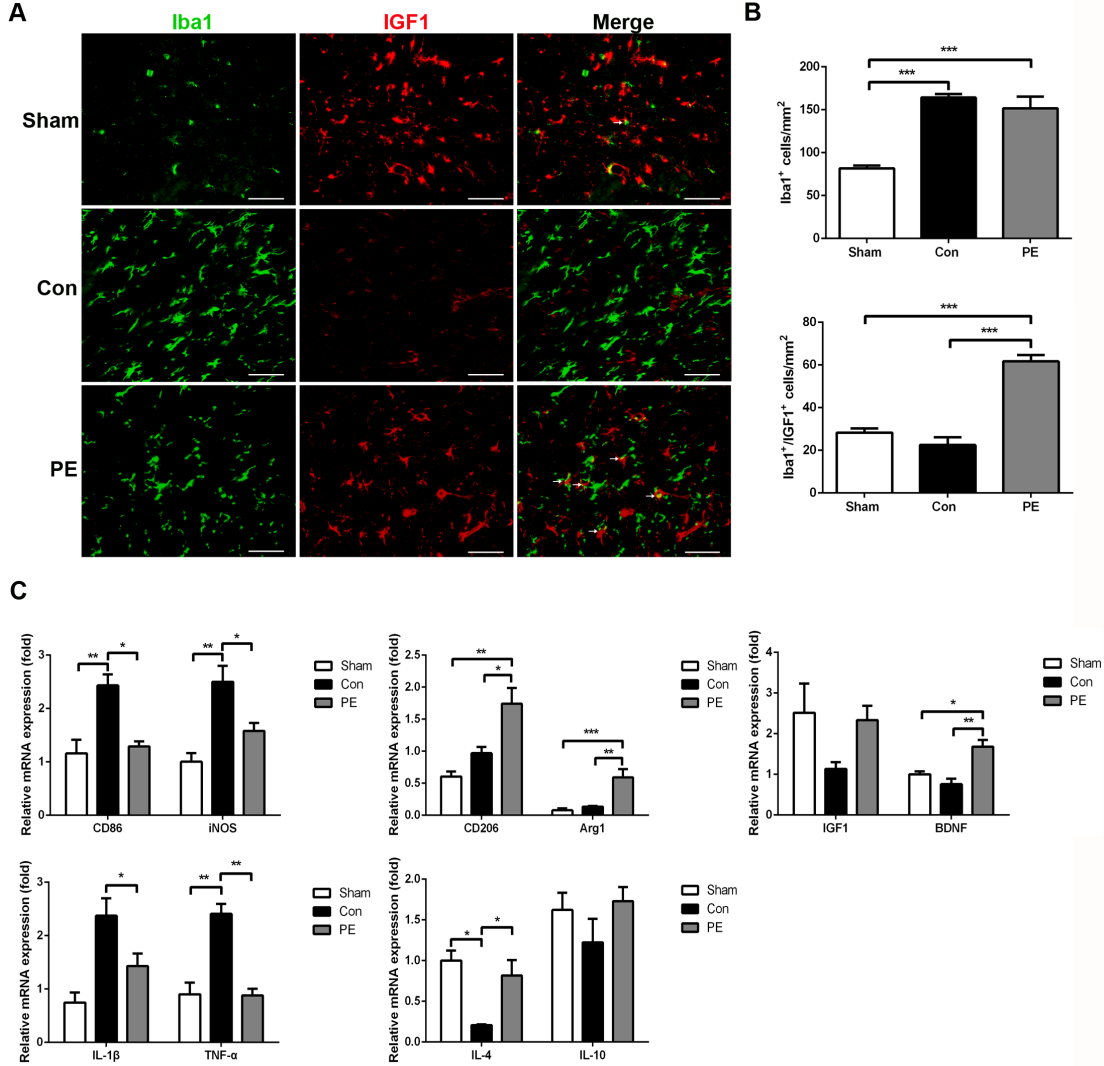 A
Iba1 IGF1 Merge
Sham
Con
PE
B
***
***
200
150
100
50
0
Iba1+ cells/mm2
Sham Con PE
***
***
80
60
40
20
0
Iba1+/IGF1+ cells/mm2
Sham Con PE
C
Relative mRNA expression (fold)
3
2
1
0
** * ** *
CD86 iNOS
Sham
Con
PE
Relative mRNA expression (fold)
2.5
2.0
1.5
1.0
0.5
0.0
**
*
***
**
CD206 Arg1
Sham
Con
PE
Relative mRNA expression (fold)
4
3
2
1
0
*
**
IGF1 BDNF
Sham
Con
PE
Relative mRNA expression (fold)
3
2
1
0
* ** **
IL-1β TNF-α
Sham
Con
PE
Relative mRNA expression (fold)
2.0
1.5
1.0
0.5
0.0
* *
IL-4 IL-10
Sham
Con
PE